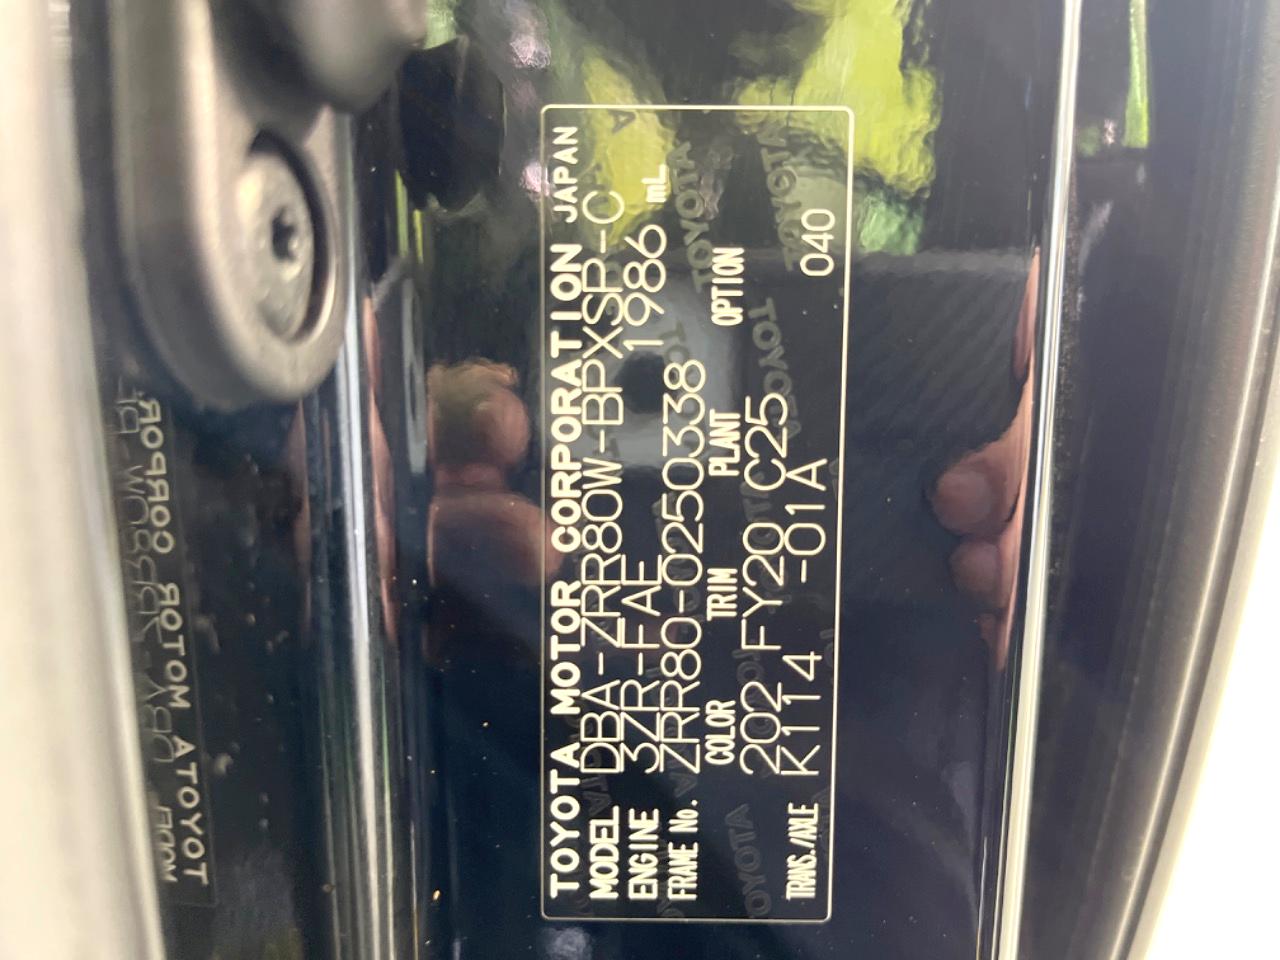 TOYOTA MOTOR CORPORATION JAPAN
MODEL DBA-ZRR80W-BPXSP-C
ENGINE 3ZR-FAE 1986 mL
FRAME No. ZRR80-0250338
COLOR TRIM PLANT OPTION
202 FY20 C25
TRANS./AXLE K114 -01A 040